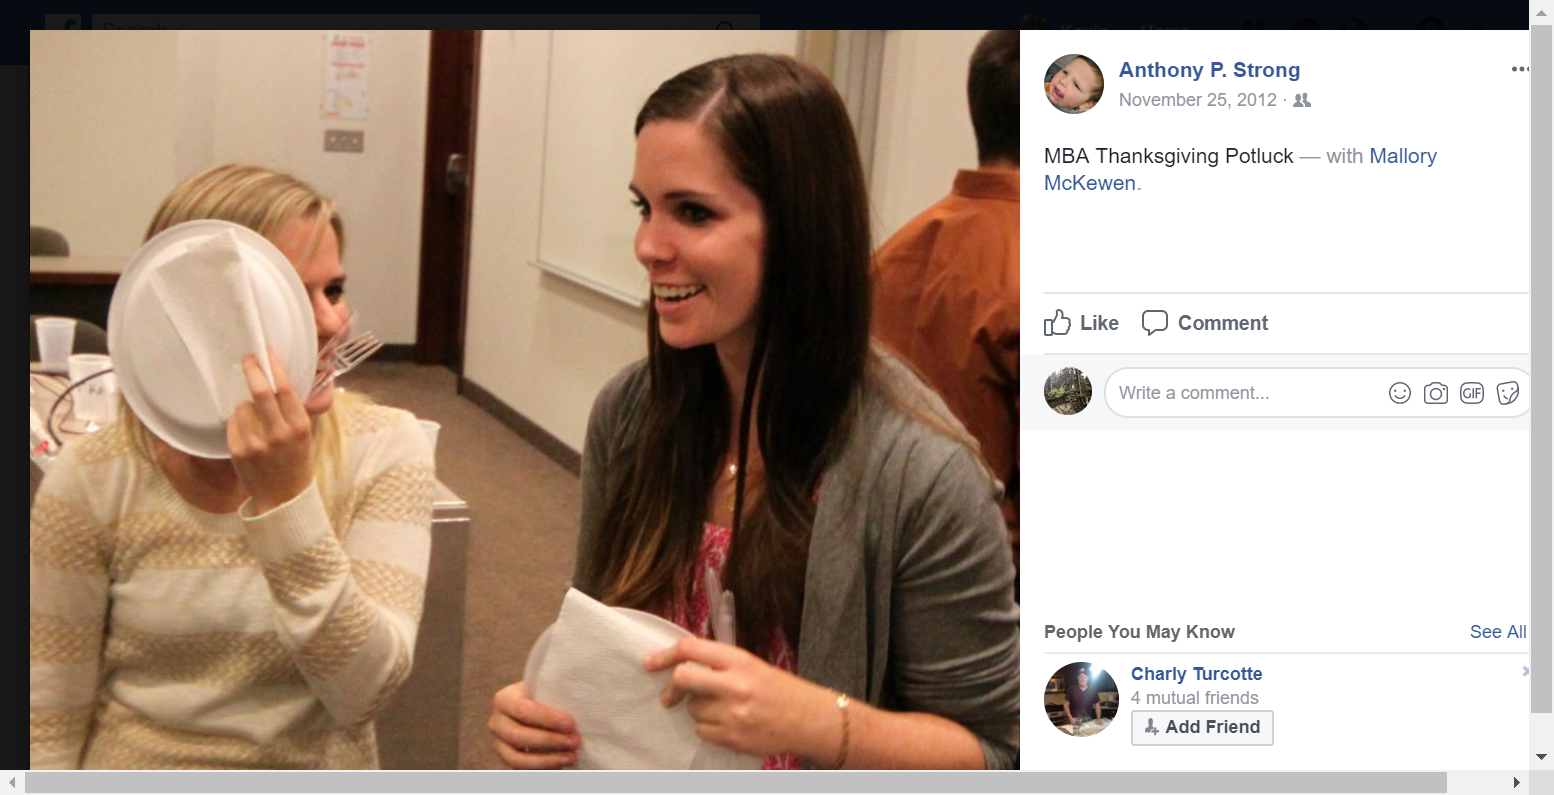 Search
Anthony P. Strong
November 25, 2012 ·
MBA Thanksgiving Potluck — with Mallory
McKewen.
Like Comment
Write a comment...
GIF
People You May Know
See All
Charly Turcotte
4 mutual friends
Add Friend